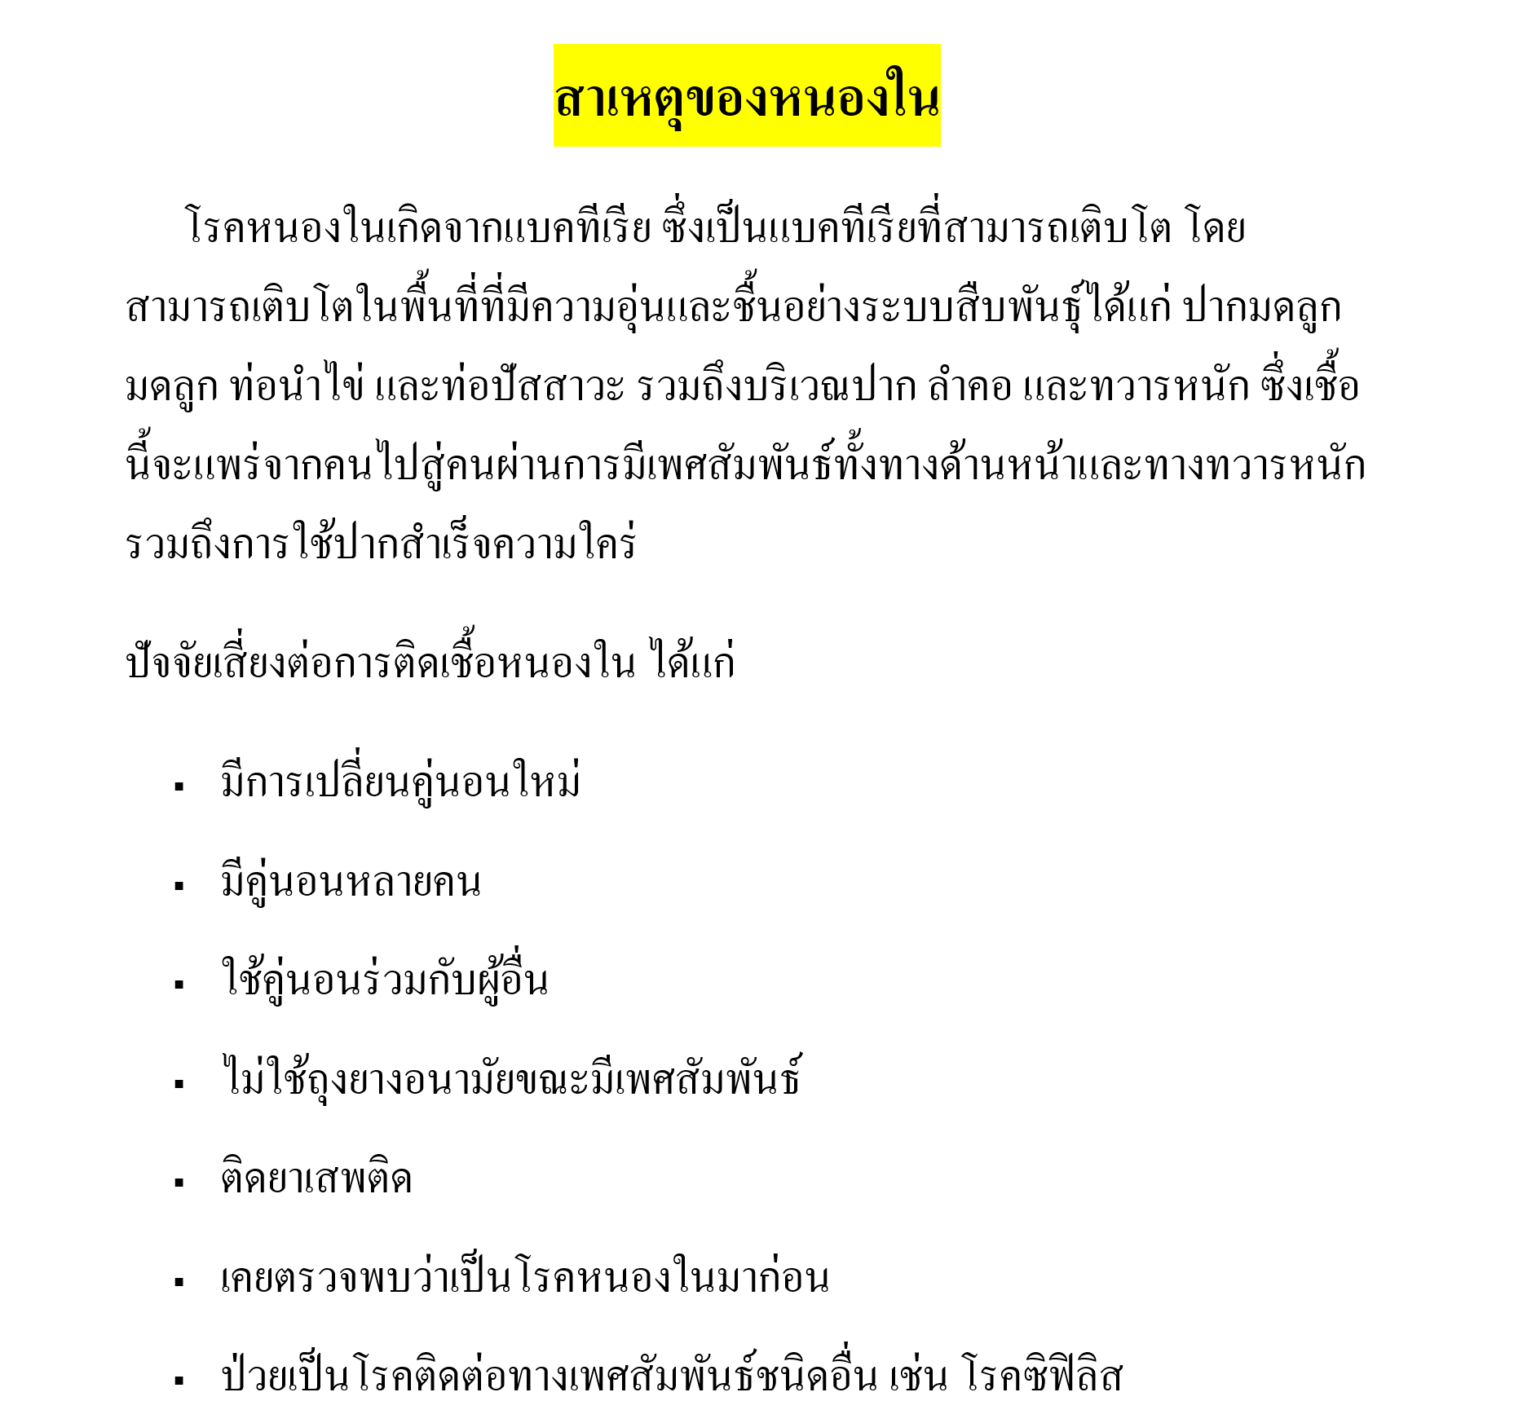 สาเหตุของหนองใน
โรคหนองในเกิดจากแบคทีเรีย ซึ่งเป็นแบคทีเรียที่สามารถเติบโต โดย
สามารถเติบโตในพื้นที่ที่มีความอุ่นและชื้นอย่างระบบสืบพันธุ์ได้แก่ ปากมดลูก
มดลูก ท่อนำไข่ และท่อปัสสาวะ รวมถึงบริเวณปาก ลำคอ และทวารหนัก ซึ่งเชื้อ
นี้จะแพร่จากคนไปสู่คนผ่านการมีเพศสัมพันธ์ทั้งทางด้านหน้าและทางทวารหนัก
รวมถึงการใช้ปากสำเร็จความใคร่
ปัจจัยเสี่ยงต่อการติดเชื้อหนองใน ได้แก่
▪ มีการเปลี่ยนคู่นอนใหม่
▪ มีคู่นอนหลายคน
▪ ใช้คู่นอนร่วมกับผู้อื่น
▪ ไม่ใช้ถุงยางอนามัยขณะมีเพศสัมพันธ์
▪ ติดยาเสพติด
▪ เคยตรวจพบว่าเป็นโรคหนองในมาก่อน
▪ ป่วยเป็นโรคติดต่อทางเพศสัมพันธ์ชนิดอื่น เช่น โรคซิฟิลิส